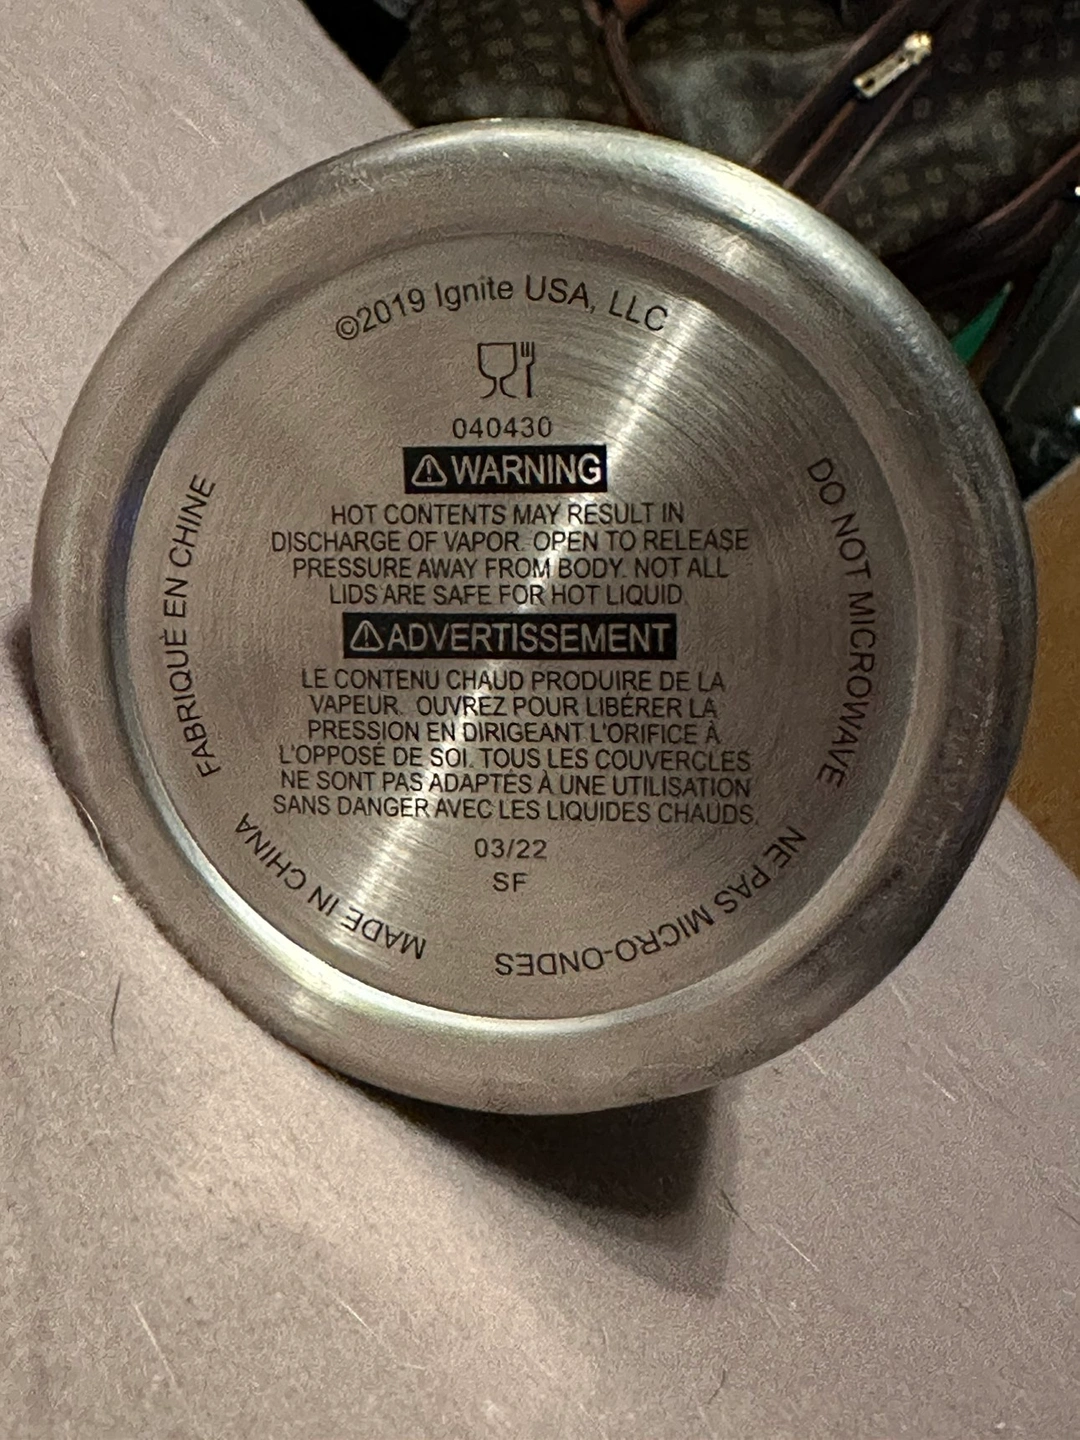 ©2019 Ignite USA, LLC
040430
⚠WARNING
HOT CONTENTS MAY RESULT IN
DISCHARGE OF VAPOR. OPEN TO RELEASE
PRESSURE AWAY FROM BODY. NOT ALL
LIDS ARE SAFE FOR HOT LIQUID.
⚠ADVERTISSEMENT
LE CONTENU CHAUD PRODUIRE DE LA
VAPEUR. OUVREZ POUR LIBÉRER LA
PRESSION EN DIRIGEANT L'ORIFICE À
L'OPPOSÉ DE SOI. TOUS LES COUVERCLES
NE SONT PAS ADAPTÉS À UNE UTILISATION
SANS DANGER AVEC LES LIQUIDES CHAUDS.
03/22
SF
DO NOT MICROWAVE
NE PAS MICRO-ONDES
MADE IN CHINA
FABRIQUÉ EN CHINE